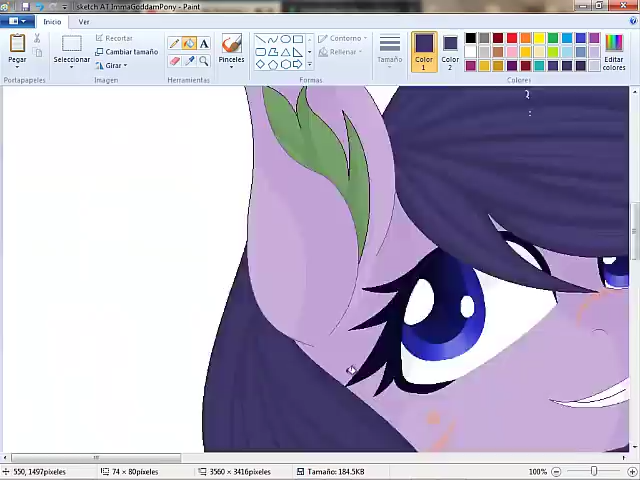 sketch AT ImmaGoddamPony - Paint
Inicio Ver
Pegar
Seleccionar
Recortar
Cambiar tamaño
Girar
A
Pinceles
Contorno
Rellenar
Tamaño
Color 1
Color 2
Editar colores
Portapapeles Imagen Herramientas Formas Colores
550, 1497píxeles 74 × 80píxeles 3560 × 3416píxeles Tamaño: 184.5KB 100%